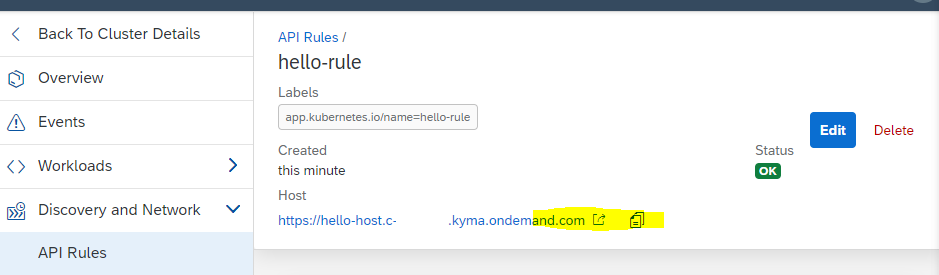 Back To Cluster Details
Overview
Events
Workloads
Discovery and Network
API Rules
API Rules /
hello-rule
Labels
app.kubernetes.io/name=hello-rule
Edit
Delete
Created
this minute
Status
OK
Host
https://hello-host.c- .kyma.ondemand.com